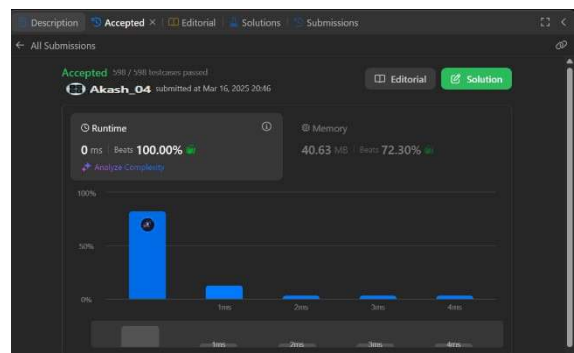 Description Accepted × Editorial Solutions Submissions
← All Submissions
Accepted 598 / 598 testcases passed
Akash_04 submitted at Mar 16, 2025 20:46
Editorial Solution
Runtime
0 ms Beats 100.00%
Analyze Complexity
Memory
40.63 MB Beats 72.30%
100%
50%
0%
1ms 2ms 3ms 4ms
1ms 2ms 3ms 4ms